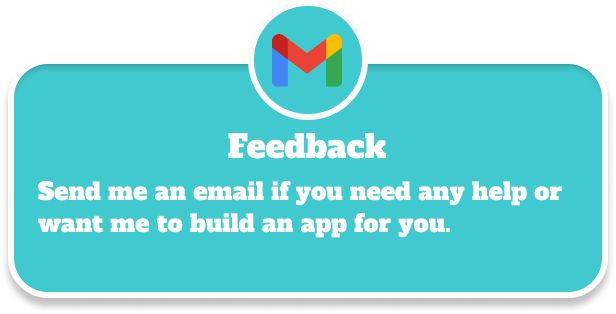 Feedback
Send me an email if you need any help or
want me to build an app for you.